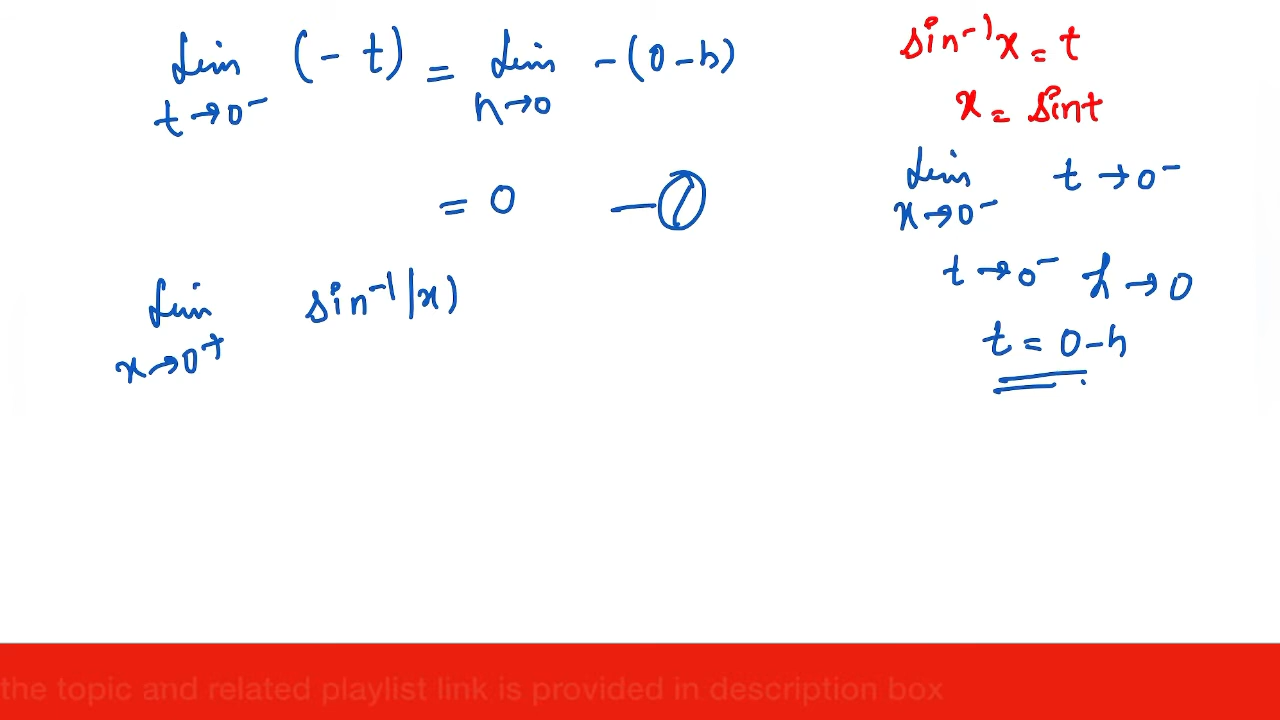 Lim (- t) = Lim -(0-h)
t→0⁻ h→0
= 0 —①
Lim sin⁻¹|x)
x→0⁺
sin⁻¹x = t
x = sint
Lim t→0⁻
x→0⁻
t→0⁻ h→0
t = 0-h
the topic and related playlist link is provided in description box